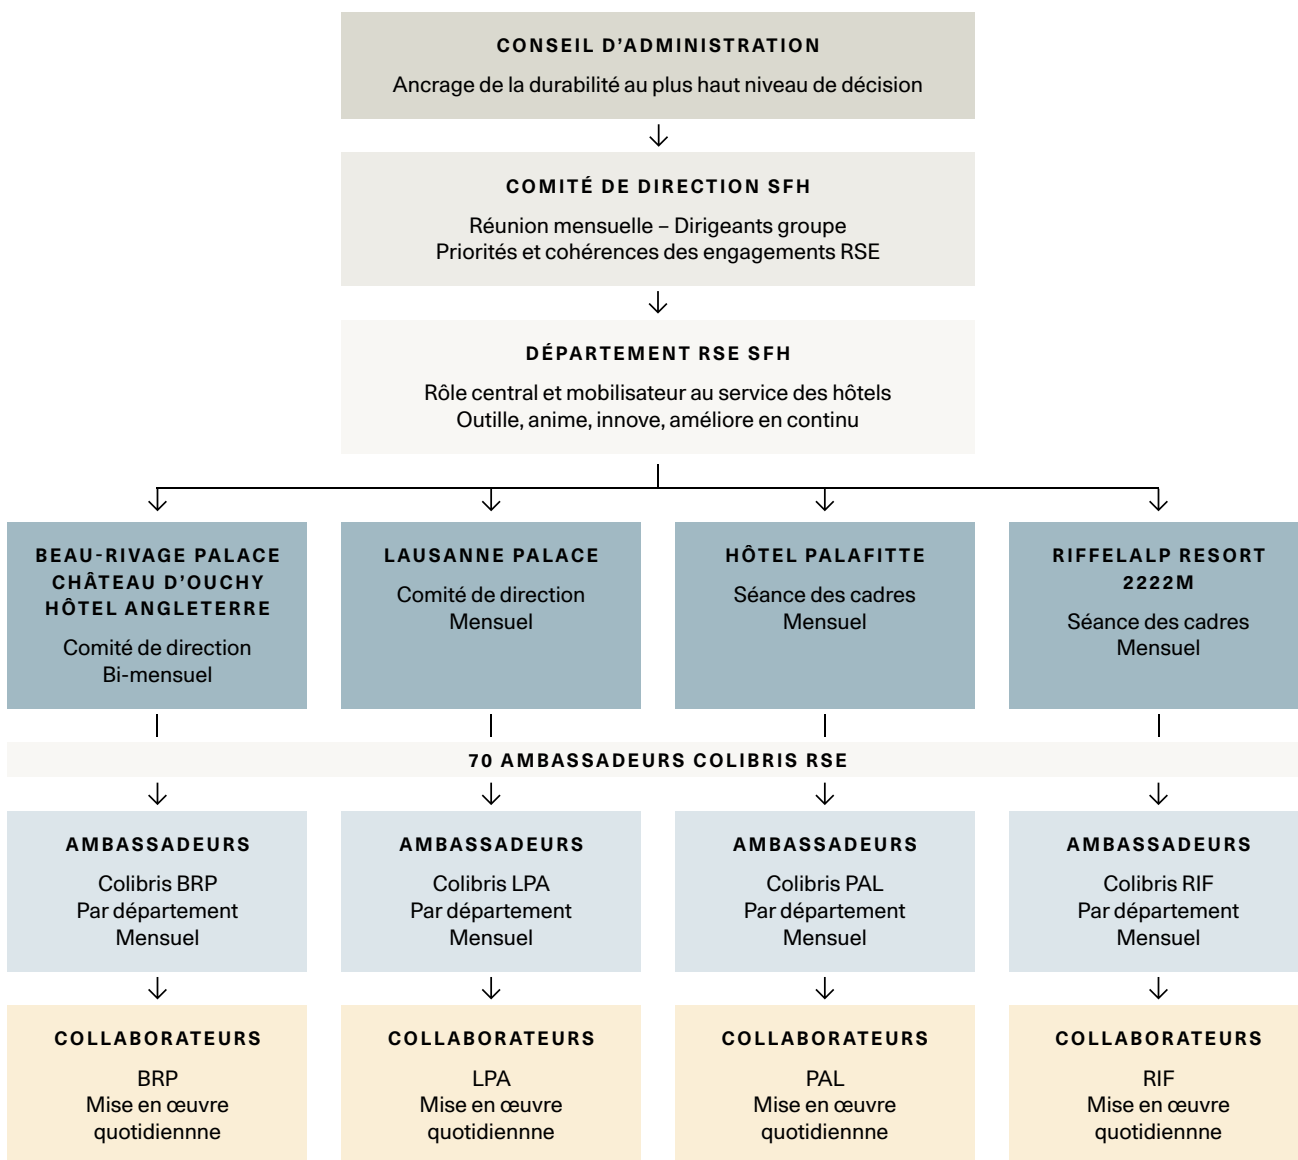 CONSEIL D’ADMINISTRATION
Ancrage de la durabilité au plus haut niveau de décision
COMITÉ DE DIRECTION SFH
Réunion mensuelle – Dirigeants groupe
Priorités et cohérences des engagements RSE
DÉPARTEMENT RSE SFH
Rôle central et mobilisateur au service des hôtels
Outille, anime, innove, améliore en continu
BEAU-RIVAGE PALACE
CHÂTEAU D’OUCHY
HÔTEL ANGLETERRE
Comité de direction
Bi-mensuel
LAUSANNE PALACE
Comité de direction
Mensuel
HÔTEL PALAFITTE
Séance des cadres
Mensuel
RIFFELALP RESORT
2222M
Séance des cadres
Mensuel
70 AMBASSADEURS COLIBRIS RSE
AMBASSADEURS
Colibris BRP
Par département
Mensuel
AMBASSADEURS
Colibris LPA
Par département
Mensuel
AMBASSADEURS
Colibris PAL
Par département
Mensuel
AMBASSADEURS
Colibris RIF
Par département
Mensuel
COLLABORATEURS
BRP
Mise en œuvre
quotidiennne
COLLABORATEURS
LPA
Mise en œuvre
quotidiennne
COLLABORATEURS
PAL
Mise en œuvre
quotidiennne
COLLABORATEURS
RIF
Mise en œuvre
quotidiennne